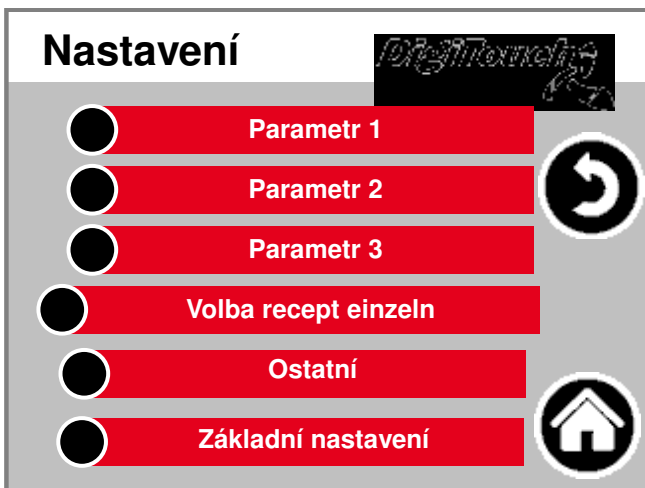 Nastavení
DigiTouch
Parametr 1
Parametr 2
Parametr 3
Volba recept einzeln
Ostatní
Základní nastavení